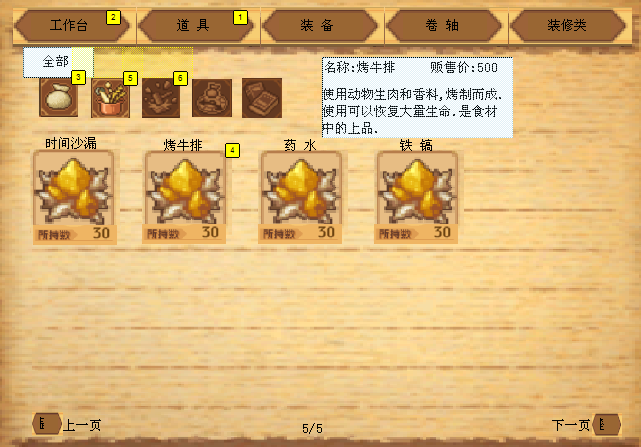 工作台 2 道具 1 装备 卷轴 装修类
全部
名称:烤牛排 贩售价:500
3 5 6
使用动物生肉和香料,烤制而成.
使用可以恢复大量生命.是食材
中的上品.
时间沙漏 烤牛排 4 药水 铁镐
所持数 30 所持数 30 所持数 30 所持数 30
上一页 5/5 下一页